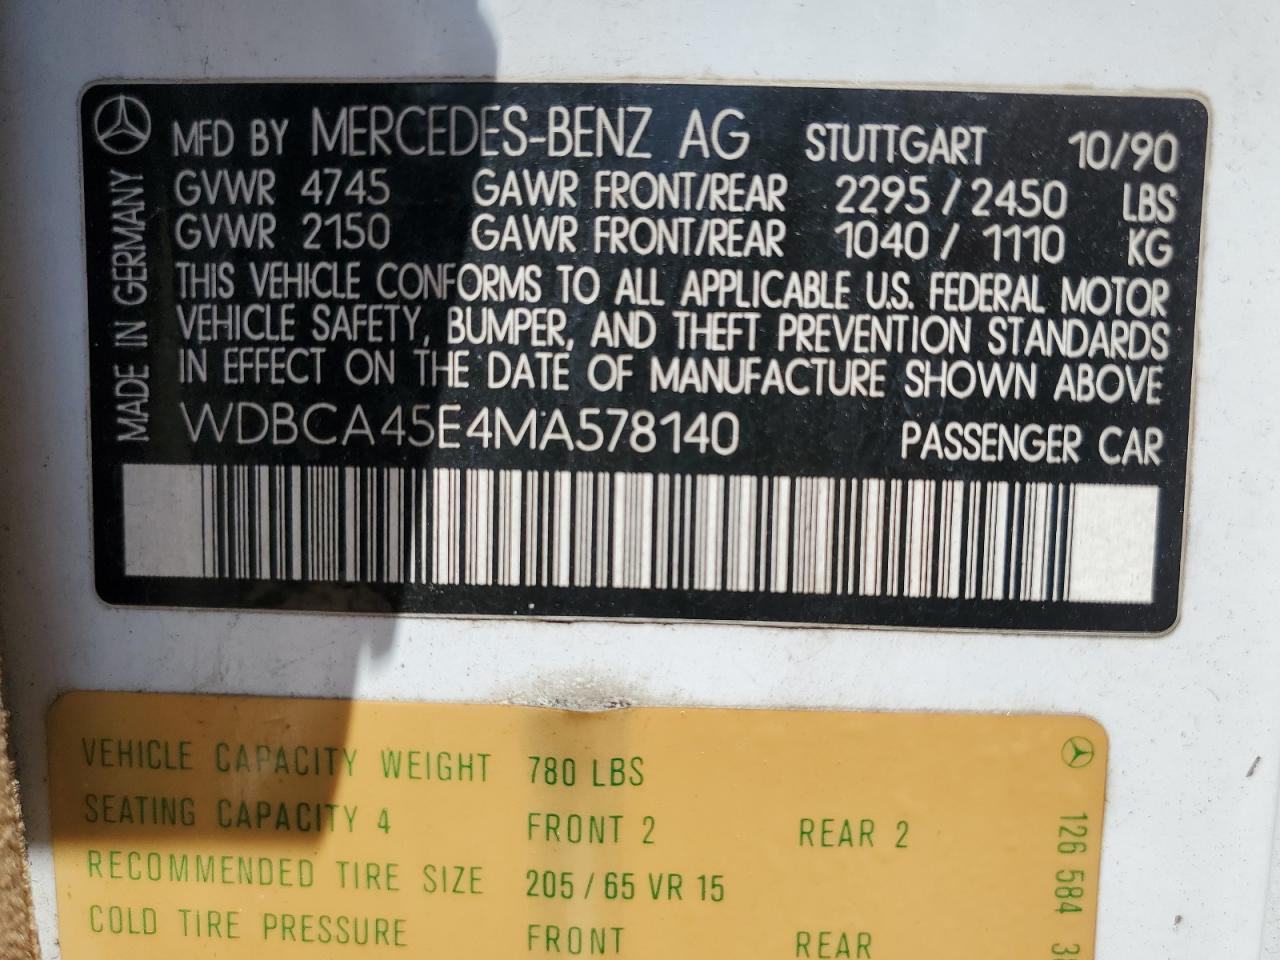 MFD BY MERCEDES-BENZ AG STUTTGART 10/90
GVWR 4745 GAWR FRONT/REAR 2295 / 2450 LBS
GVWR 2150 GAWR FRONT/REAR 1040 / 1110 KG
THIS VEHICLE CONFORMS TO ALL APPLICABLE U.S. FEDERAL MOTOR
VEHICLE SAFETY, BUMPER, AND THEFT PREVENTION STANDARDS
IN EFFECT ON THE DATE OF MANUFACTURE SHOWN ABOVE
WDBCA45E4MA578140 PASSENGER CAR
MADE IN GERMANY
VEHICLE CAPACITY WEIGHT 780 LBS
SEATING CAPACITY 4 FRONT 2 REAR 2
RECOMMENDED TIRE SIZE 205 / 65 VR 15
COLD TIRE PRESSURE FRONT REAR
126 584